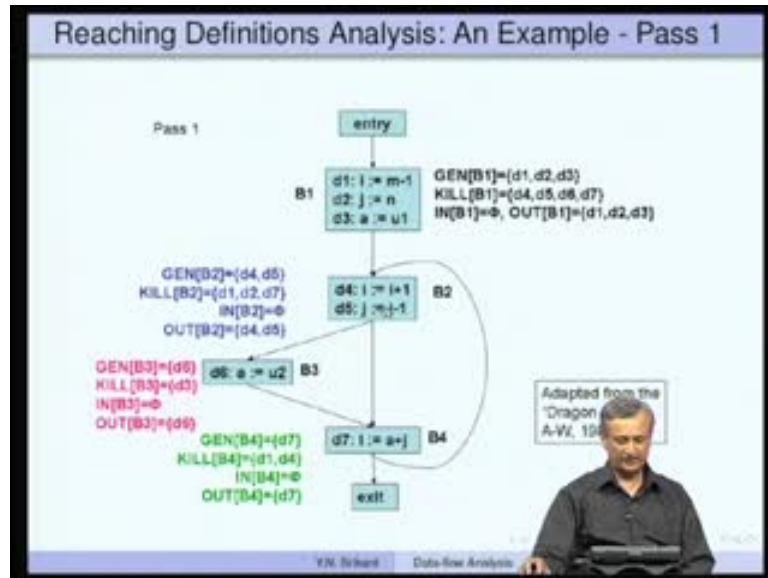 Reaching Definitions Analysis: An Example - Pass 1
Pass 1
entry
B1
d1: i := m-1
d2: j := n
d3: a := u1
GEN[B1]={d1,d2,d3}
KILL[B1]={d4,d5,d6,d7}
IN[B1]=Φ, OUT[B1]={d1,d2,d3}
GEN[B2]={d4,d5}
KILL[B2]={d1,d2,d7}
IN[B2]=Φ
OUT[B2]={d4,d5}
d4: i := i+1
d5: j := j-1
B2
GEN[B3]={d6}
KILL[B3]={d3}
IN[B3]=Φ
OUT[B3]={d6}
d6: a := u2
B3
GEN[B4]={d7}
KILL[B4]={d1,d4}
IN[B4]=Φ
OUT[B4]={d7}
d7: i := a+j
B4
exit
Adapted from the
"Dragon
A-W, 19
Y.N. Srikant
Data-flow Analysis